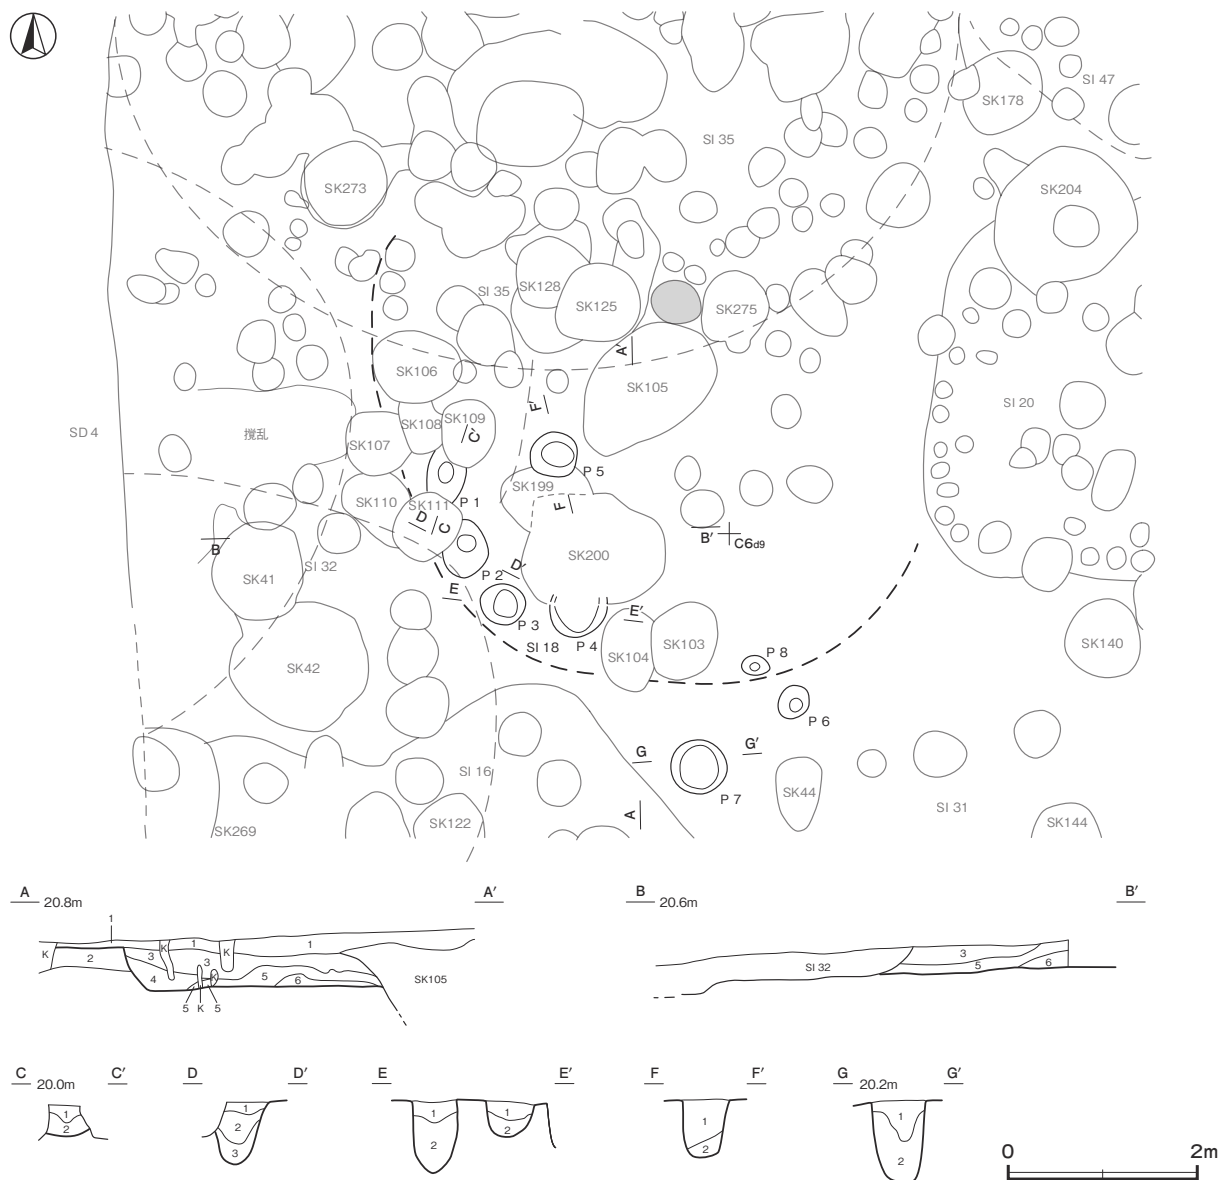 SI 47
SK178
SI 35
SK273
SK204
SI 35
SK128
SK125
SK275
A′
SK106
SK105
F′
SI 20
SD 4
撹乱
SK109
SK108
C′
SK107
P 5
SK199
SK110
SK111
P 1
F
D
C
B
B′
C6d9
SK41
SI 32
SK200
D′
P 2
E
P 3
E′
SI 18
P 4
SK104
SK103
SK140
P 8
SK42
P 6
G
G′
SI 16
P 7
SK44
A
SI 31
SK269
SK122
SK144
A 20.8m A′
1
K 2 3 K 1 K 1
3
4 K 5 6 SK105
5 K 5
B 20.6m B′
SI 32 3 5 6
C 20.0m C′
1
2
D D′
1
2
3
E E′
1 1
2 2
F F′
1
2
G 20.2m G′
1
2
0 2m